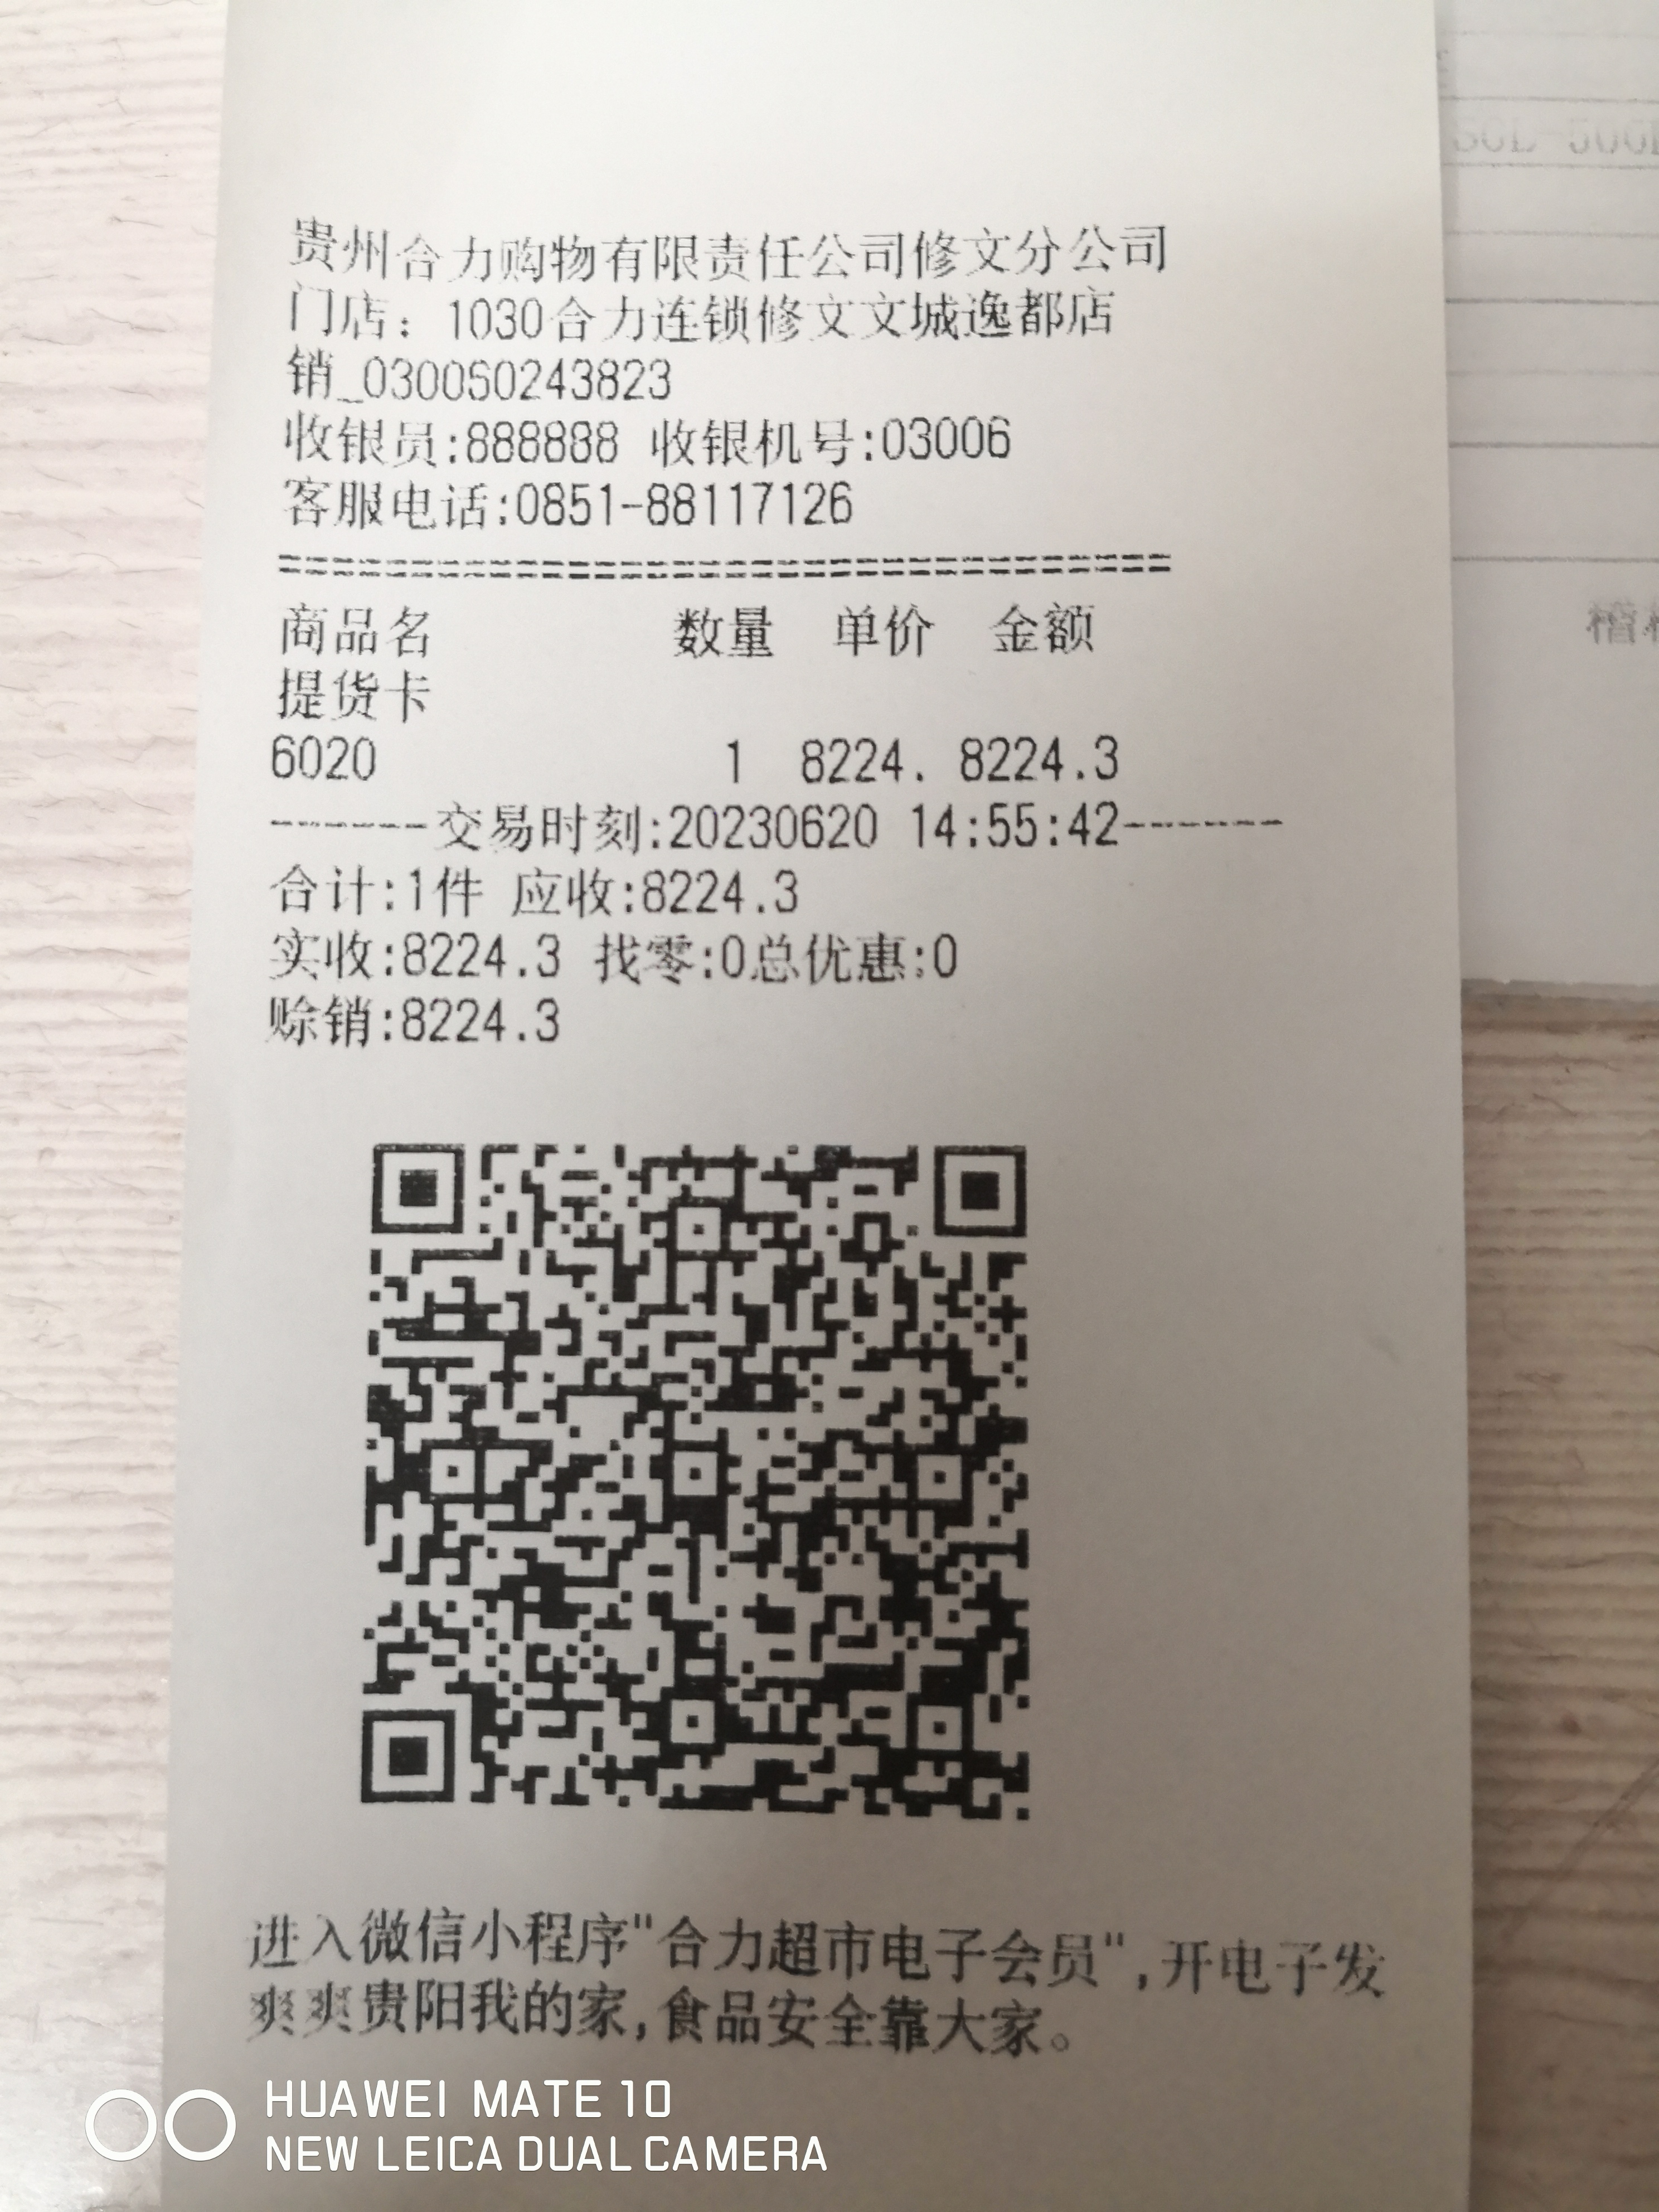 贵州合力购物有限责任公司修文分公司
门店：1030合力连锁修文文城逸都店
销_030060243823
收银员:888888 收银机号:03006
客服电话:0851-88117126
================================
商品名 数量 单价 金额
提货卡
6020 1 8224. 8224.3
------交易时刻:20230620 14:55:42------
合计:1件 应收:8224.3
实收:8224.3 找零:0总优惠:0
赊销:8224.3
进入微信小程序"合力超市电子会员",开电子发
爽爽贵阳我的家,食品安全靠大家。
HUAWEI MATE 10
NEW LEICA DUAL CAMERA